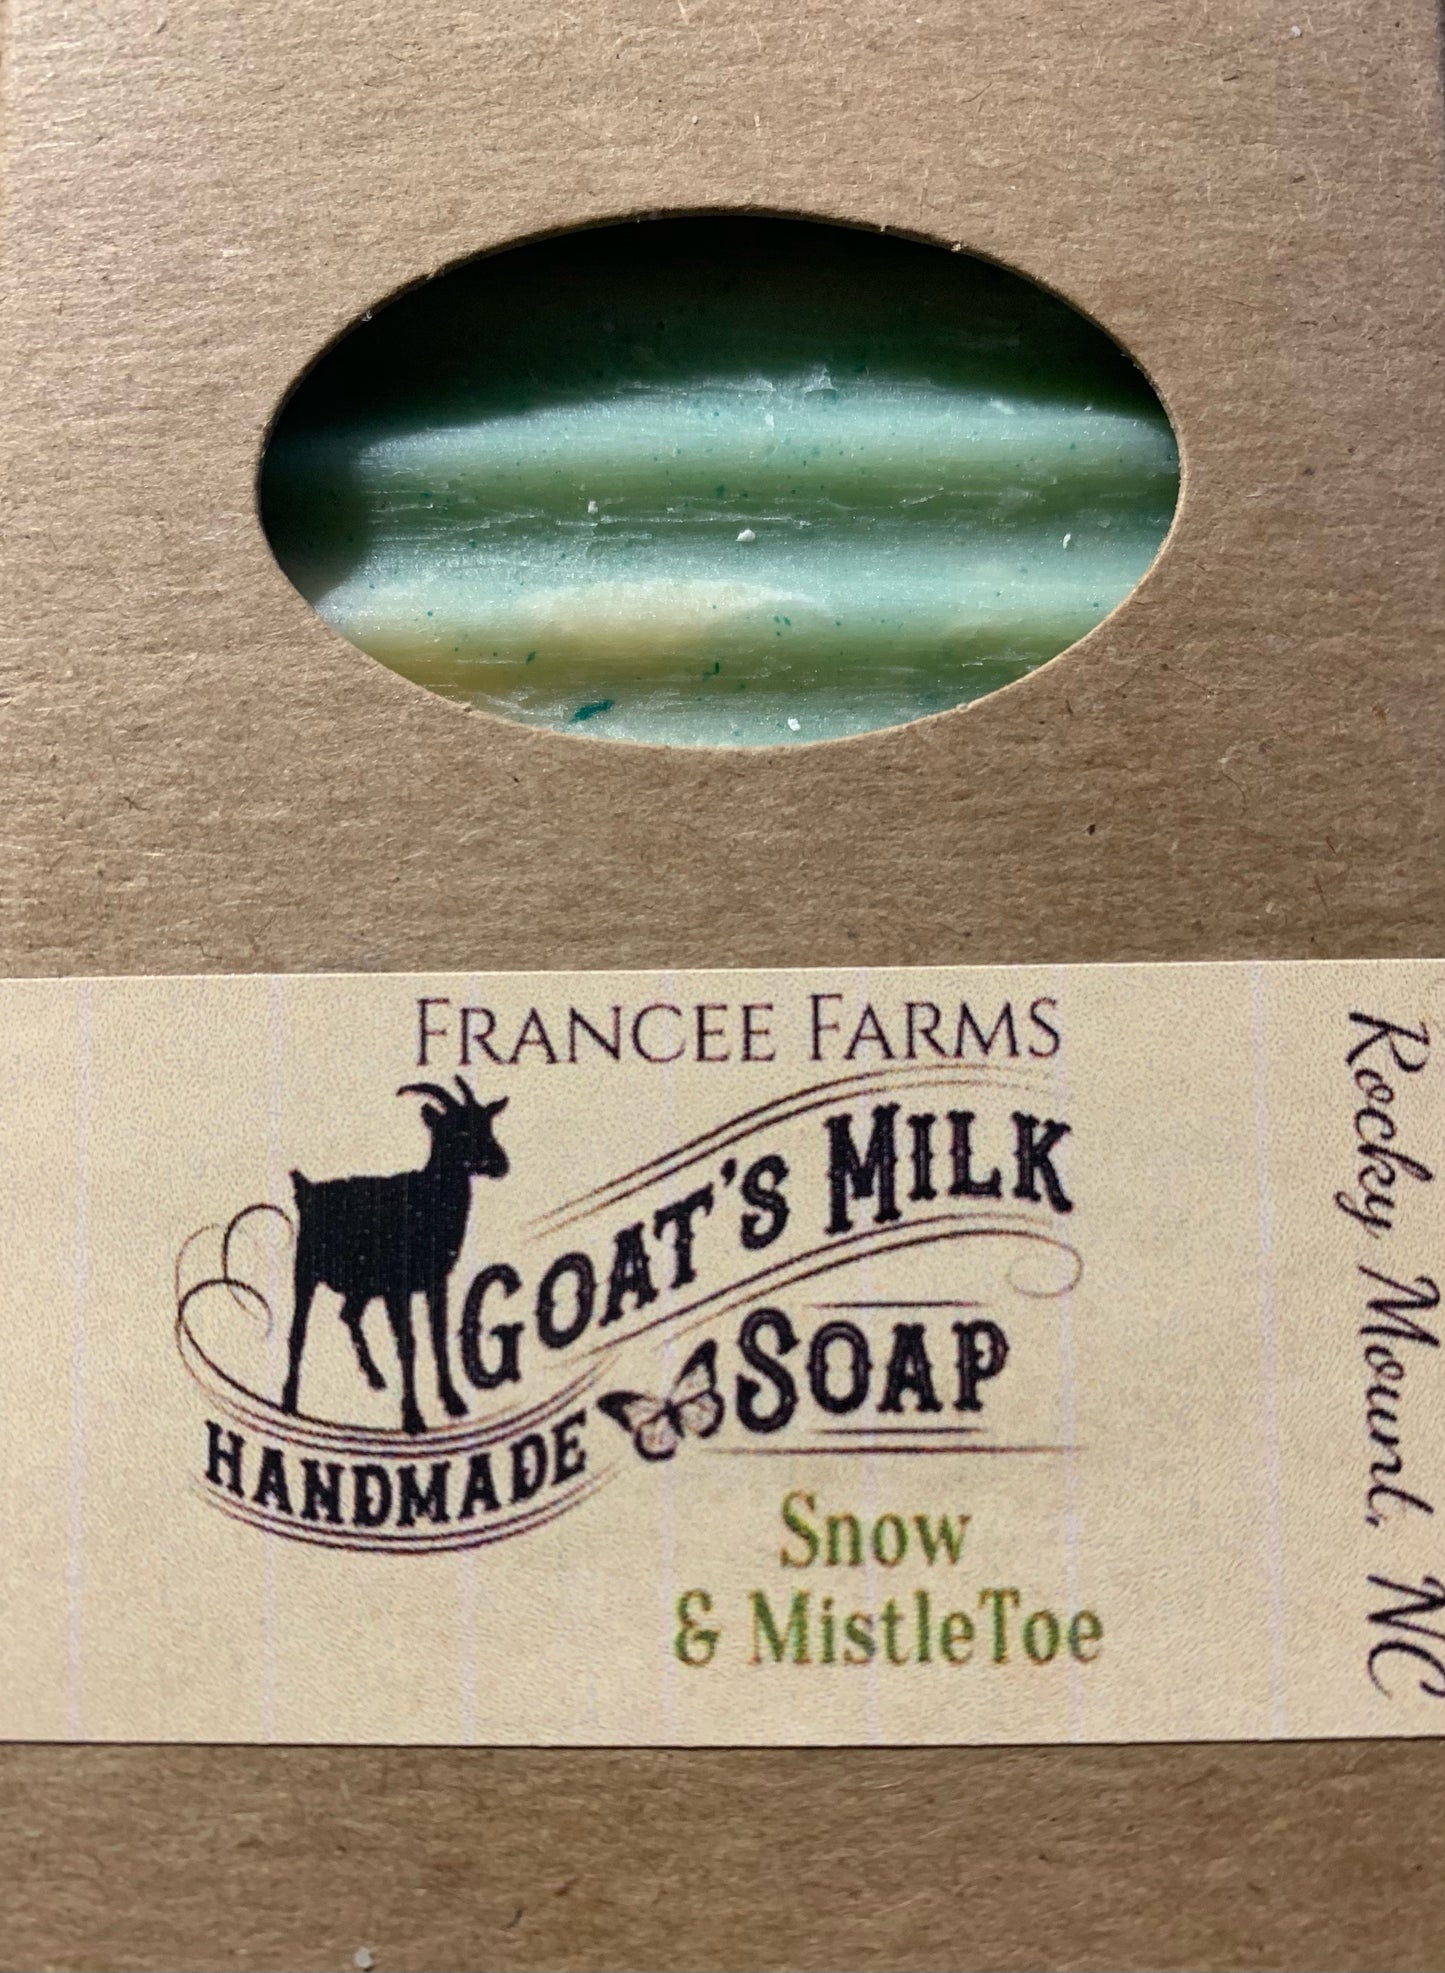 FRANCEE FARMS
GOAT'S MILK
HANDMADE SOAP
Snow
& MistleToe
Rocky Mount, NC